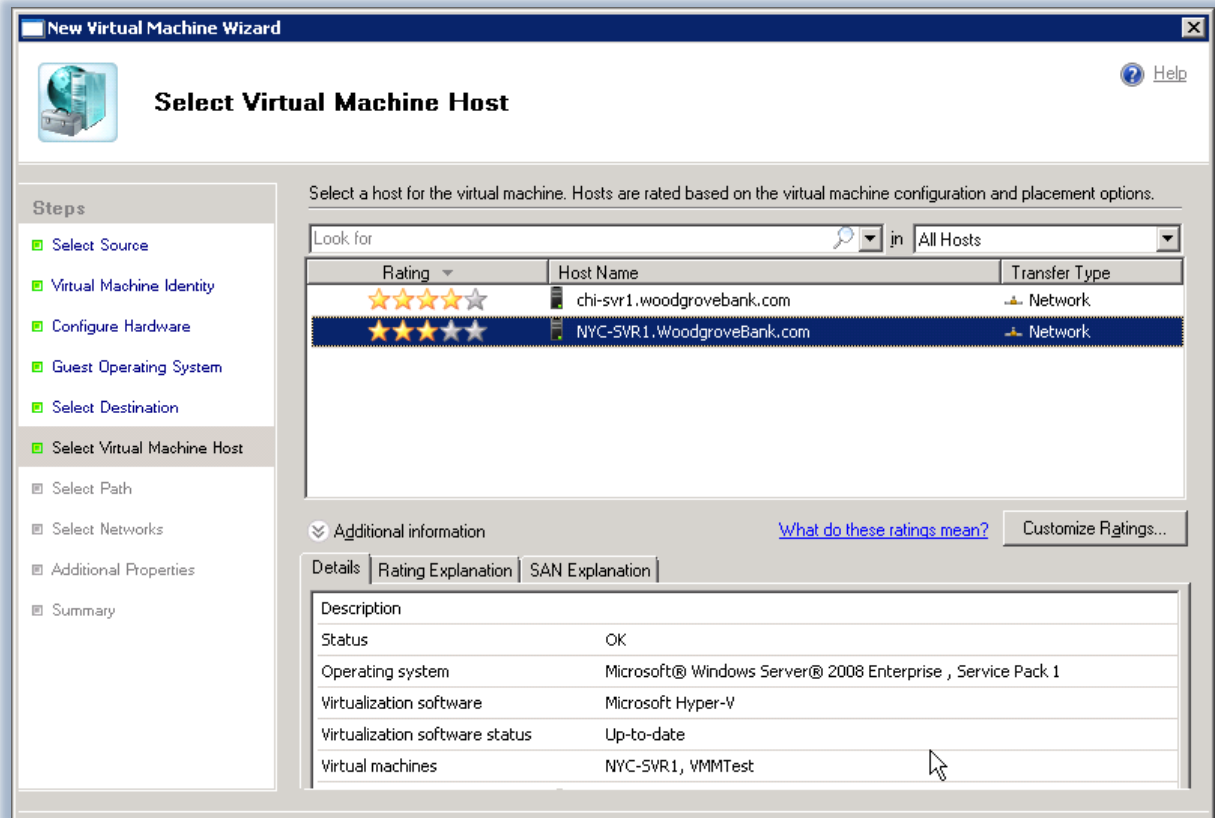 New Virtual Machine Wizard
Help
Select Virtual Machine Host
Steps
Select Source
Virtual Machine Identity
Configure Hardware
Guest Operating System
Select Destination
Select Virtual Machine Host
Select Path
Select Networks
Additional Properties
Summary
Select a host for the virtual machine. Hosts are rated based on the virtual machine configuration and placement options.
Look for in All Hosts
Rating Host Name Transfer Type
chi-svr1.woodgrovebank.com Network
NYC-SVR1.WoodgroveBank.com Network
Additional information What do these ratings mean? Customize Ratings...
Details Rating Explanation SAN Explanation
Description
Status OK
Operating system Microsoft® Windows Server® 2008 Enterprise , Service Pack 1
Virtualization software Microsoft Hyper-V
Virtualization software status Up-to-date
Virtual machines NYC-SVR1, VMMTest